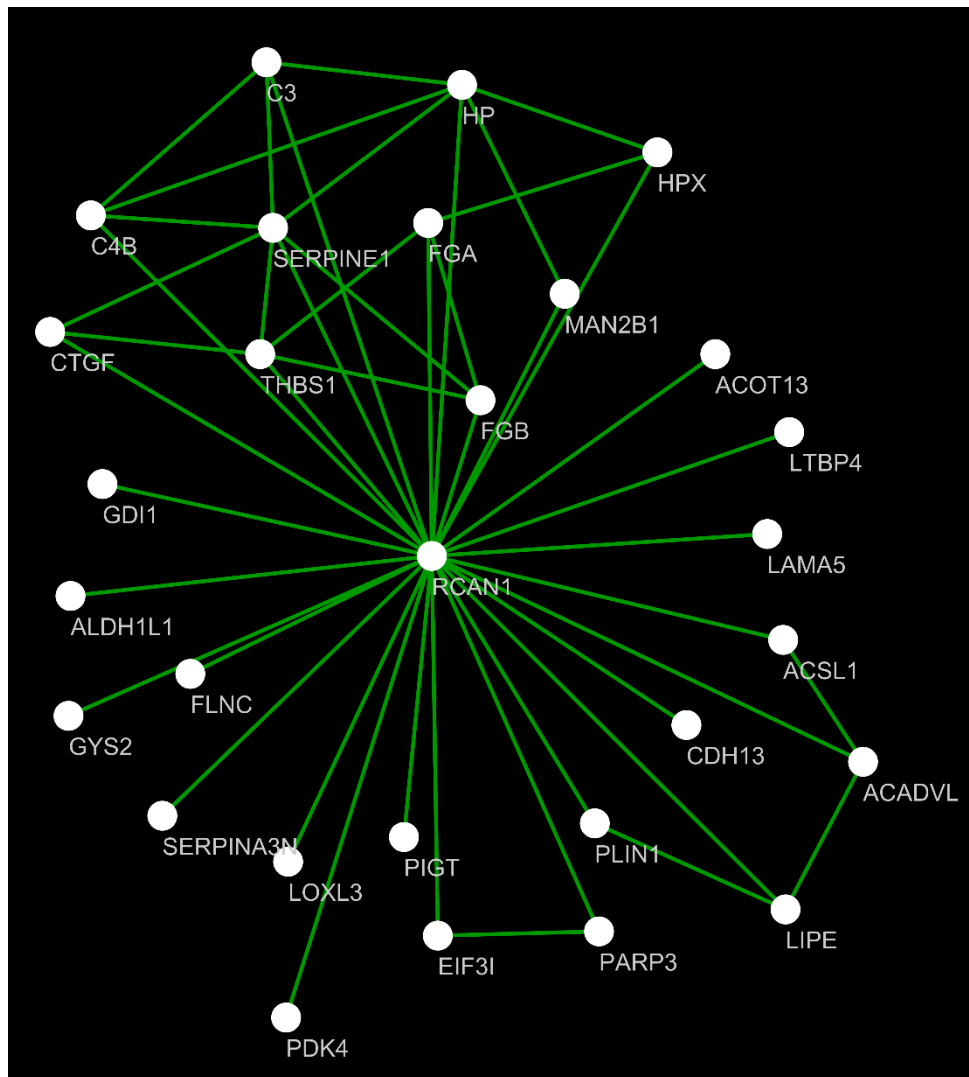 C3
HP
HPX
C4B
SERPINE1
FGA
MAN2B1
CTGF
THBS1
ACOT13
FGB
LTBP4
GDI1
LAMA5
RCAN1
ALDH1L1
ACSL1
FLNC
GYS2
CDH13
ACADVL
SERPINA3N
PIGT
PLIN1
LOXL3
LIPE
EIF3I
PARP3
PDK4